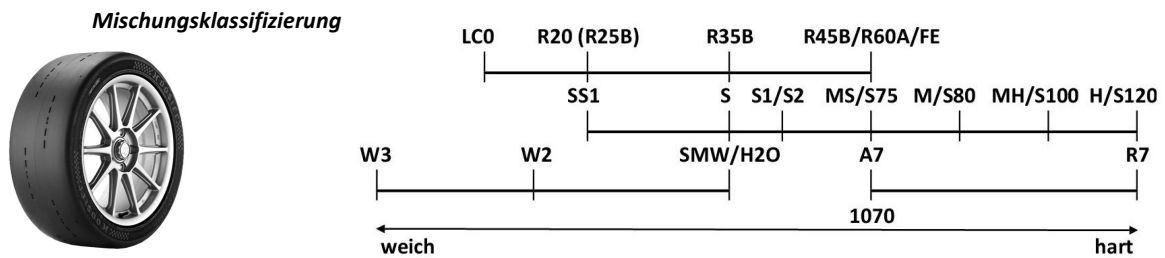 Mischungsklassifizierung
LC0 R20 (R25B) R35B R45B/R60A/FE
SS1 S S1/S2 MS/S75 M/S80 MH/S100 H/S120
W3 W2 SMW/H2O A7 R7
1070
weich hart
HOOSIER